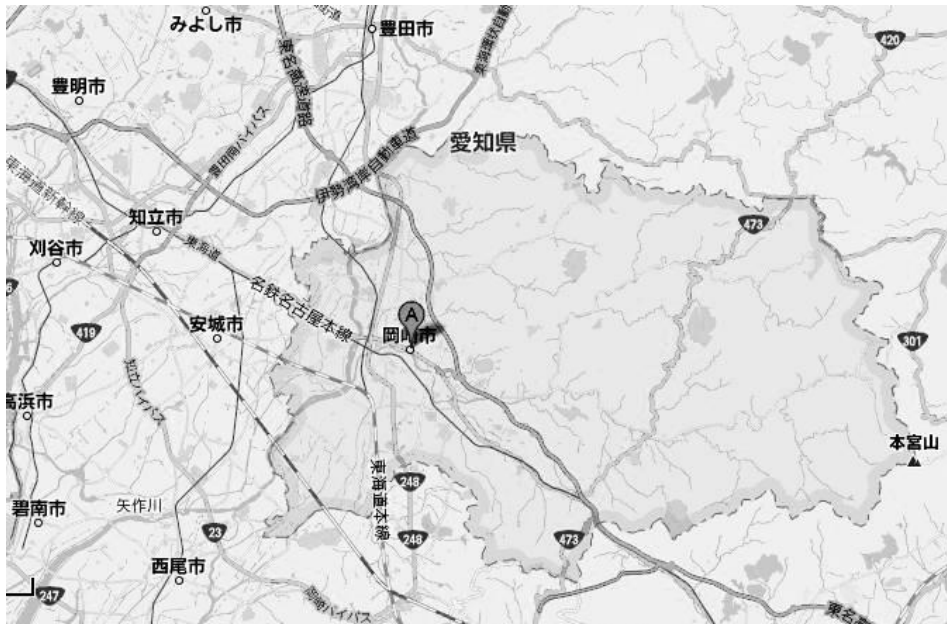 みよし市
豊田市
420
豊明市
東名高速道路
豊田南バイパス
愛知県
伊勢湾岸自動車道
東海道新幹線
知立市
473
東海道
刈谷市
名鉄名古屋本線
A
419
安城市
岡崎市
301
知立バイパス
高浜市
本宮山
東海道本線
248
矢作川
碧南市
23
473
248
西尾市
247
岡崎バイパス
東名高